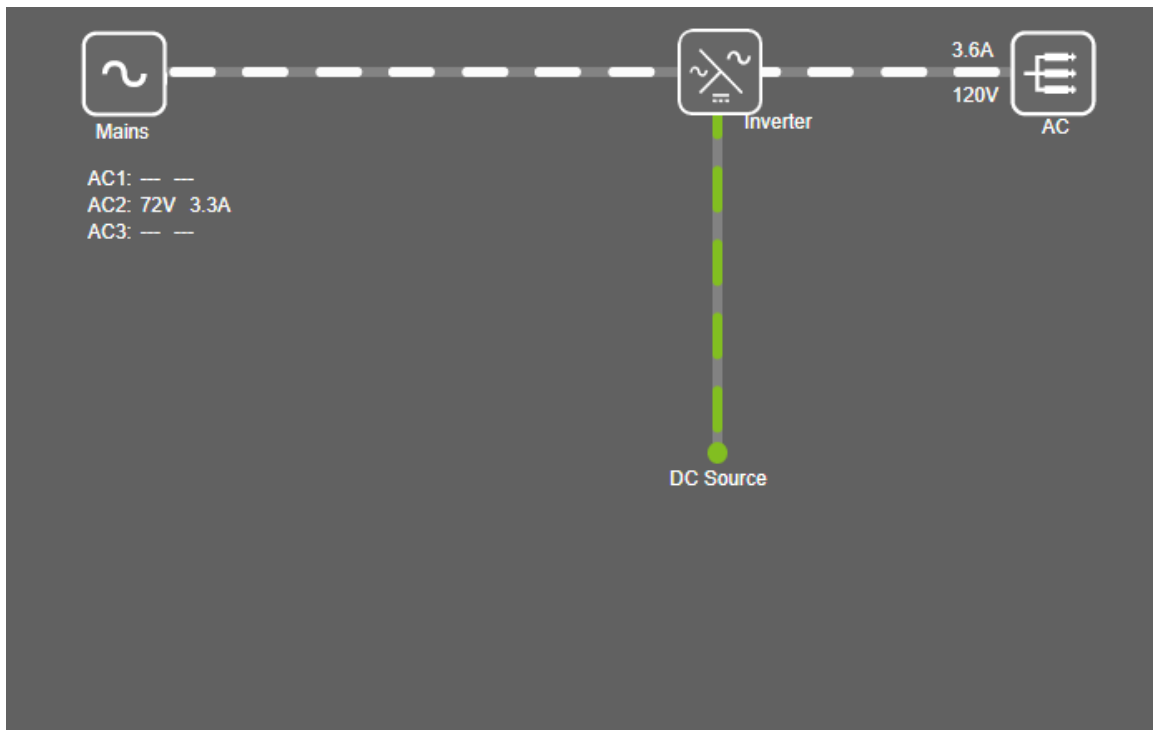 3.6A
120V
Mains
Inverter
AC
AC1: --- ---
AC2: 72V 3.3A
AC3: --- ---
DC Source